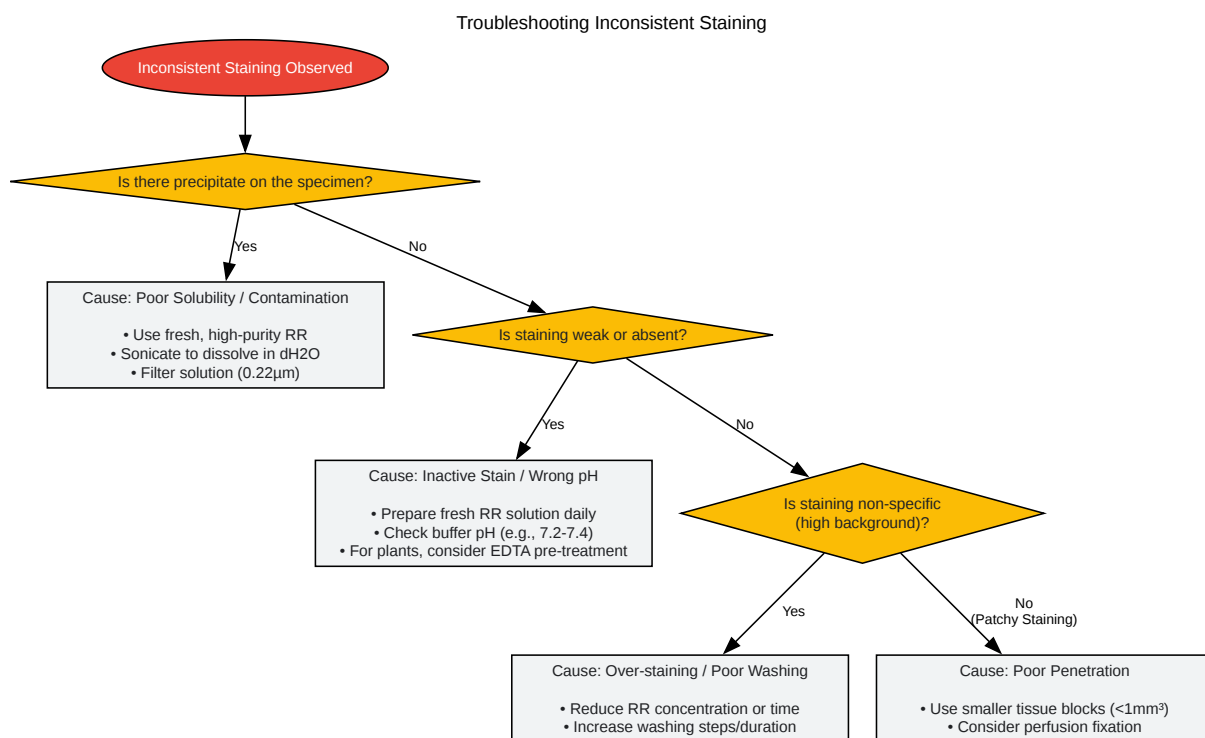 Troubleshooting Inconsistent Staining
Inconsistent Staining Observed
Is there precipitate on the specimen?
Yes
No
Cause: Poor Solubility / Contamination
• Use fresh, high-purity RR
• Sonicate to dissolve in dH2O
• Filter solution (0.22µm)
Is staining weak or absent?
Yes
No
Cause: Inactive Stain / Wrong pH
• Prepare fresh RR solution daily
• Check buffer pH (e.g., 7.2-7.4)
• For plants, consider EDTA pre-treatment
Is staining non-specific
(high background)?
Yes
No
(Patchy Staining)
Cause: Over-staining / Poor Washing
• Reduce RR concentration or time
• Increase washing steps/duration
Cause: Poor Penetration
• Use smaller tissue blocks (<1mm³)
• Consider perfusion fixation